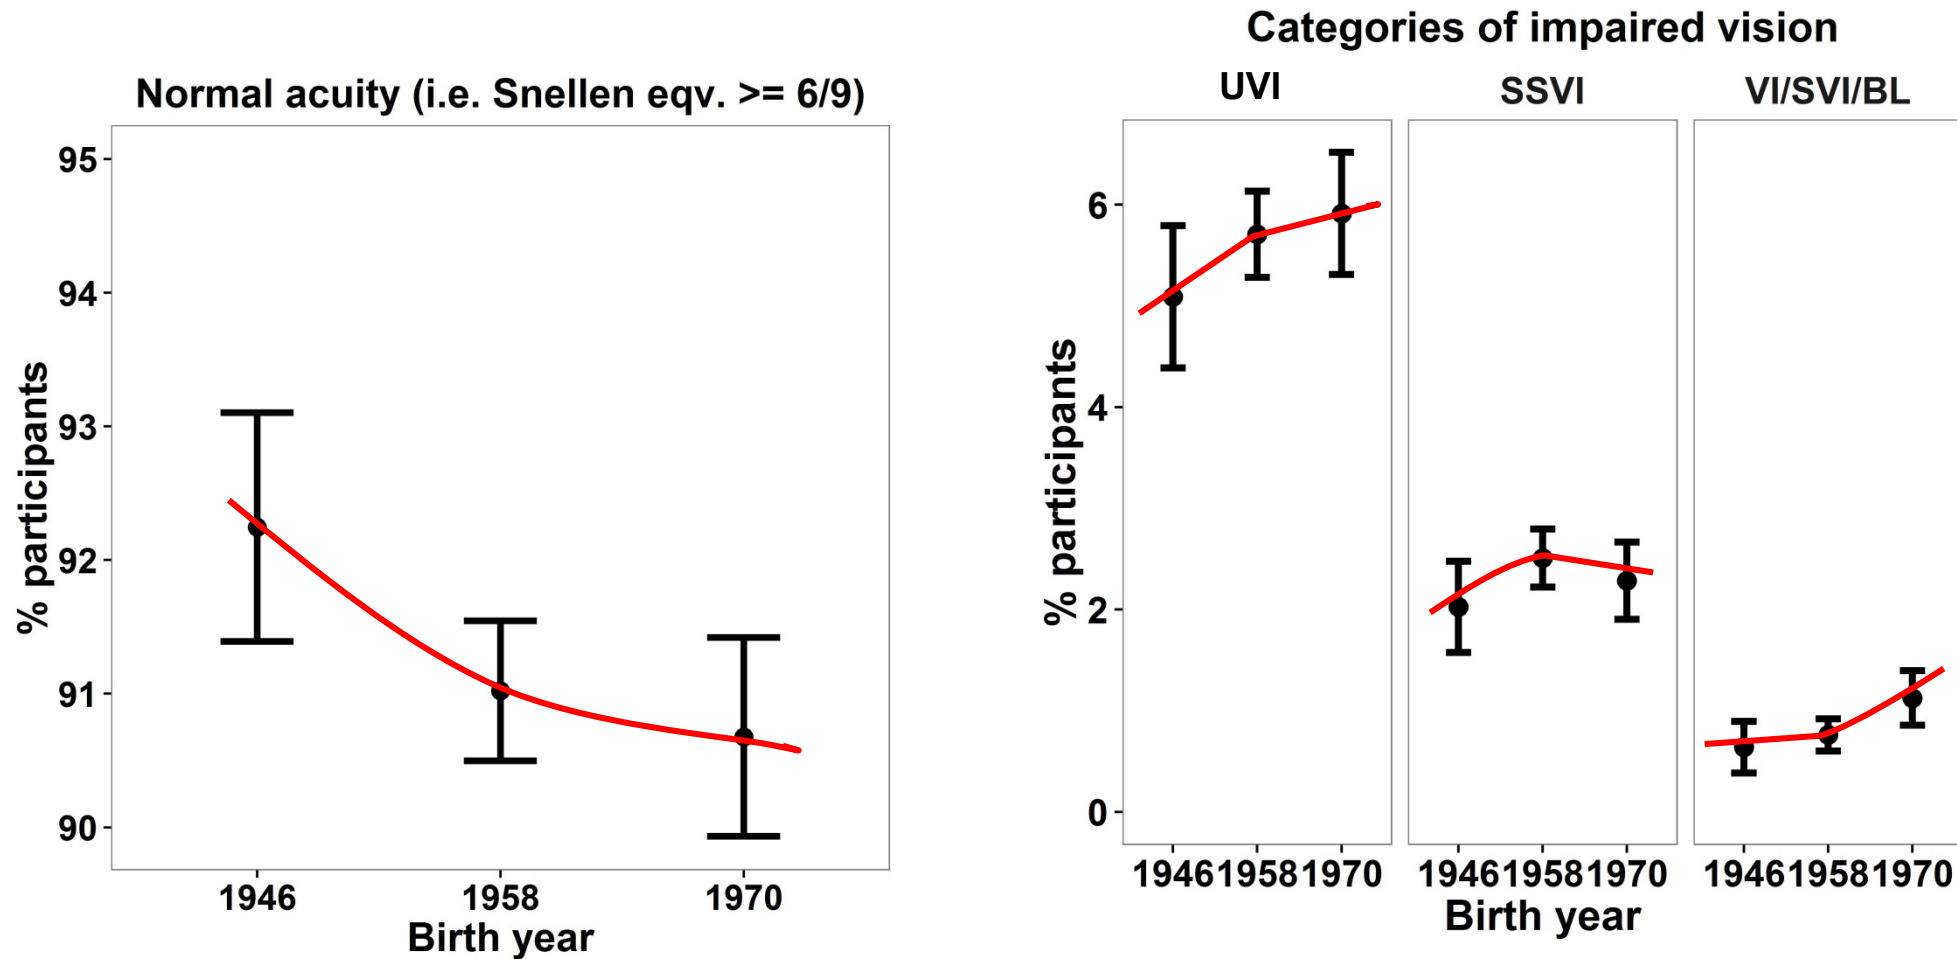 Normal acuity (i.e. Snellen eqv. >= 6/9)
95
94
93
92
91
90
% participants
1946 1958 1970
Birth year
Categories of impaired vision
UVI SSVI VI/SVI/BL
6
4
2
0
% participants
1946 1958 1970 1946 1958 1970 1946 1958 1970
Birth year